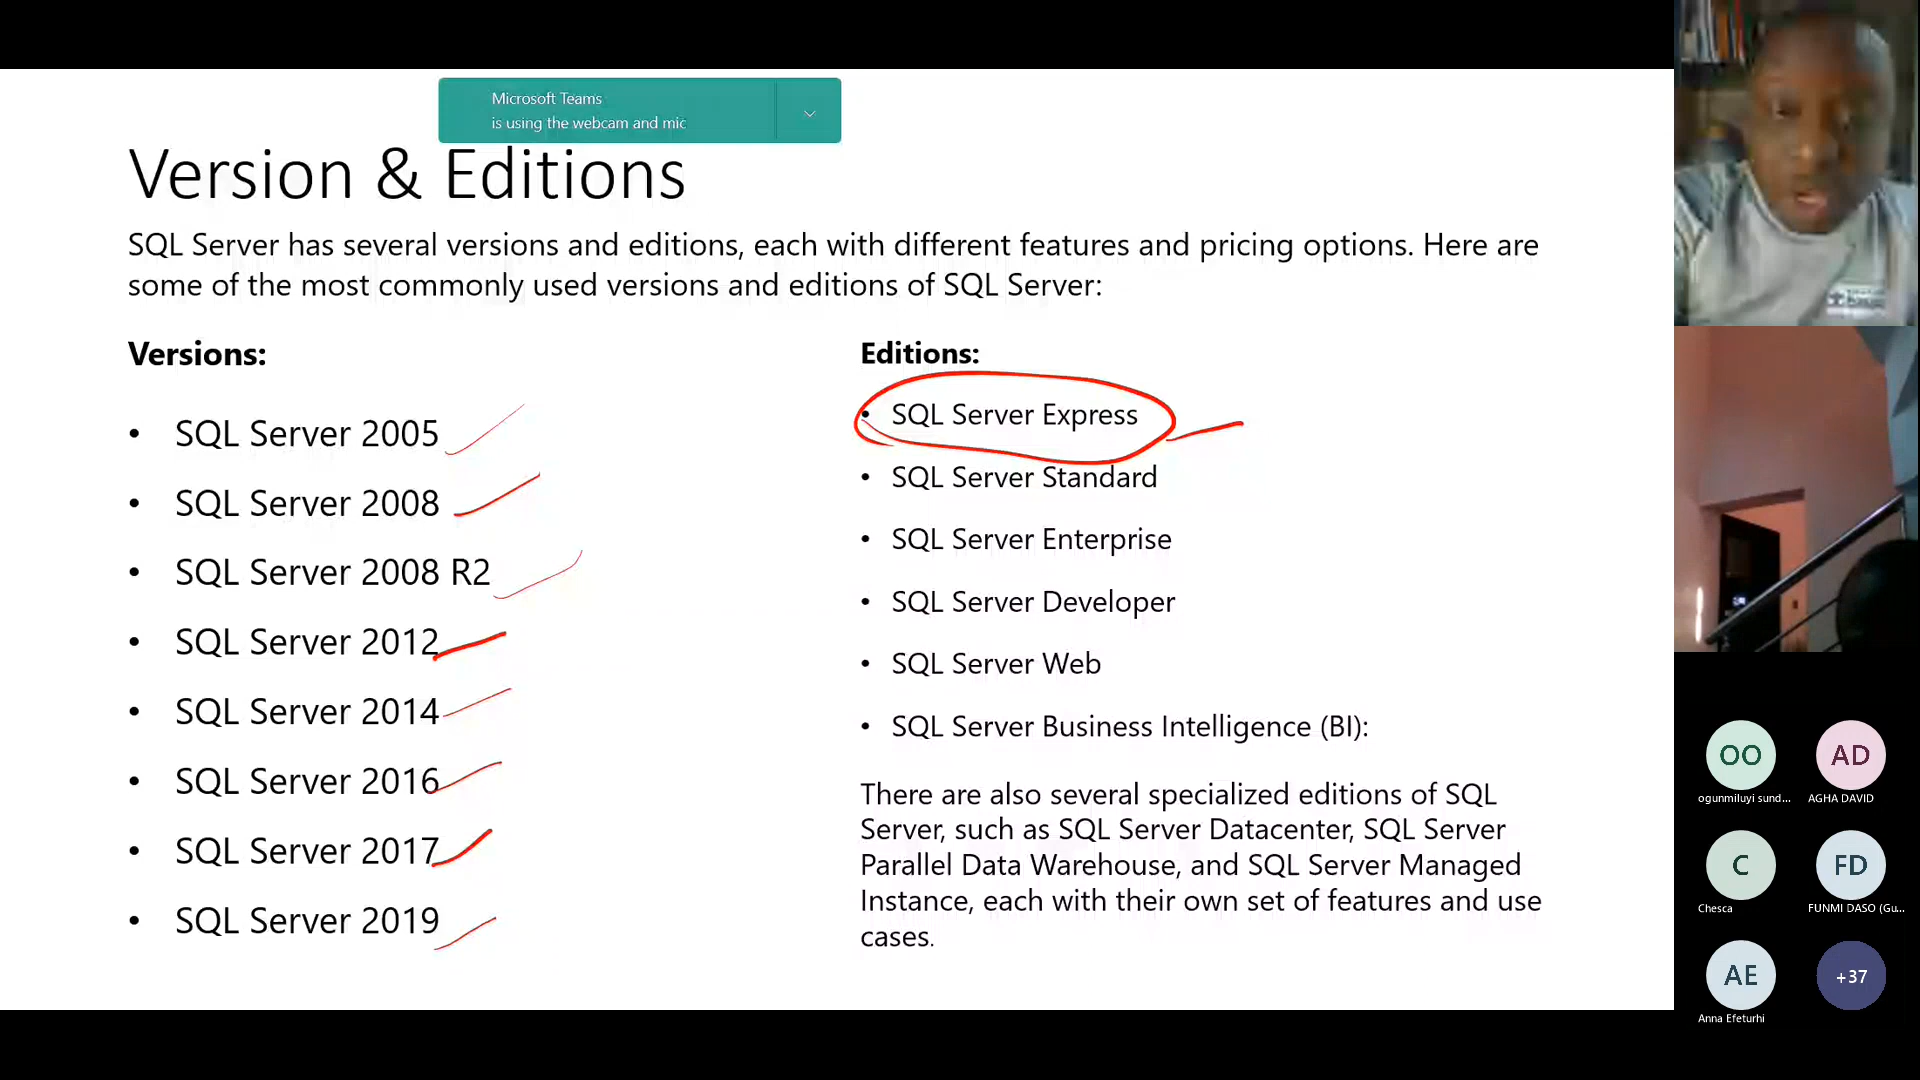 Microsoft Teams
is using the webcam and mic
Version & Editions
SQL Server has several versions and editions, each with different features and pricing options. Here are
some of the most commonly used versions and editions of SQL Server:
Versions:
• SQL Server 2005
• SQL Server 2008
• SQL Server 2008 R2
• SQL Server 2012
• SQL Server 2014
• SQL Server 2016
• SQL Server 2017
• SQL Server 2019
Editions:
• SQL Server Express
• SQL Server Standard
• SQL Server Enterprise
• SQL Server Developer
• SQL Server Web
• SQL Server Business Intelligence (BI):
There are also several specialized editions of SQL
Server, such as SQL Server Datacenter, SQL Server
Parallel Data Warehouse, and SQL Server Managed
Instance, each with their own set of features and use
cases.
OO AD
ogunmiluyi sund... AGHA DAVID
C FD
Chesca FUNMI DASO (Gu...
AE +37
Anna Efeturhi